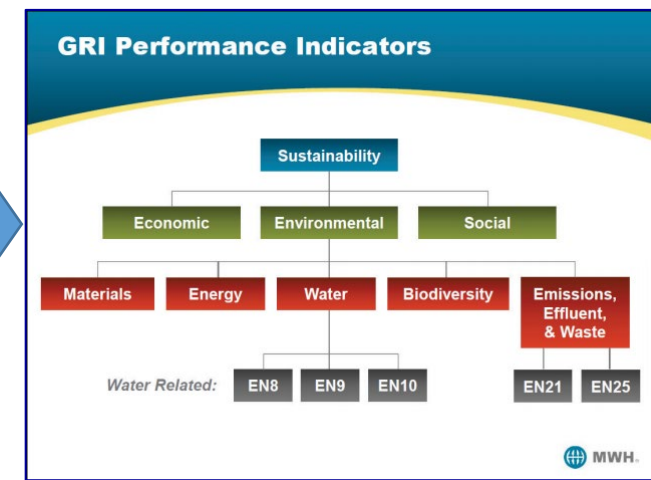 GRI Performance Indicators
Sustainability
Economic Environmental Social
Materials Energy Water Biodiversity Emissions,
Effluent,
& Waste
Water Related: EN8 EN9 EN10 EN21 EN25
MWH®